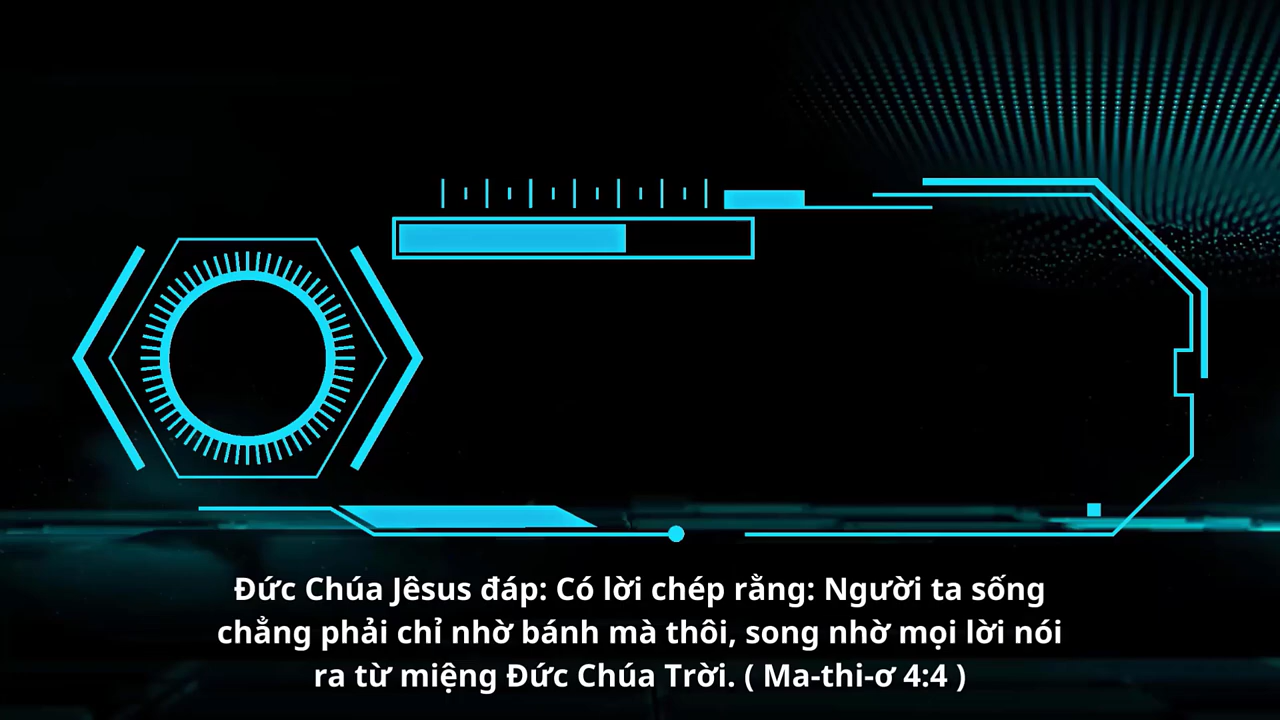 Đức Chúa Jêsus đáp: Có lời chép rằng: Người ta sống
chẳng phải chỉ nhờ bánh mà thôi, song nhờ mọi lời nói
ra từ miệng Đức Chúa Trời. ( Ma-thi-ơ 4:4 )